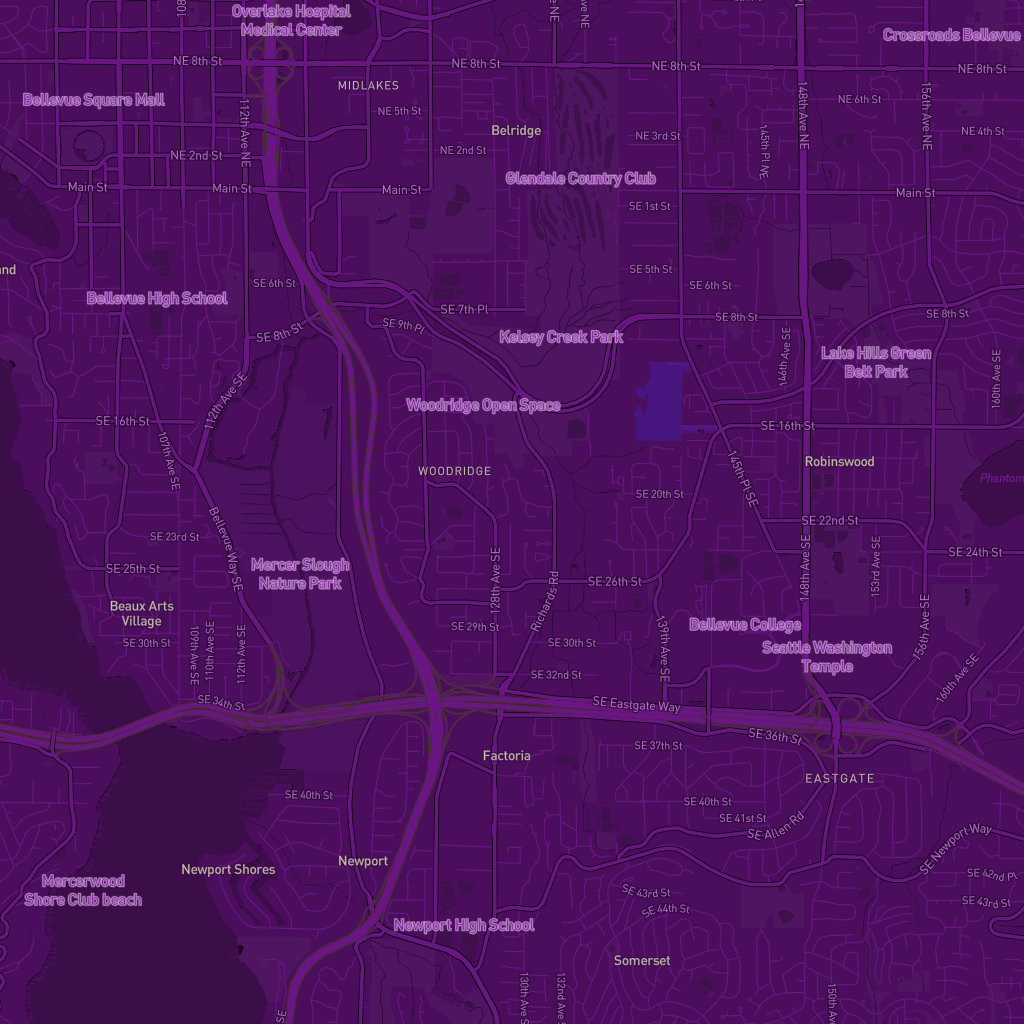 Overlake Hospital
Medical Center
108
NE
NE
Crossroads Bellevue
NE 8th St
NE 8th St
NE 8th St
NE 8th St
MIDLAKES
Bellevue Square Mall
NE 5th St
NE 6th St
148th Ave NE
156th Ave NE
112th Ave NE
Belridge
NE 3rd St
145th Pl NE
NE 4th St
NE 2nd St
NE 2nd St
Main St
Main St
Main St
Glendale Country Club
Main St
SE 1st St
and
SE 5th St
SE 6th St
SE 6th St
Bellevue High School
SE 7th Pl
SE 8th St
SE 8th St
SE 8th St
SE 9th Pl
Kelsey Creek Park
146th Ave SE
Lake Hills Green
Belt Park
160th Ave SE
112th Ave SE
Woodridge Open Space
SE 16th St
SE 16th St
107th Ave SE
WOODRIDGE
145th Pl SE
Robinswood
Phantom
SE 20th St
Bellevue Way SE
SE 22nd St
SE 23rd St
SE 24th St
148th Ave SE
153rd Ave SE
SE 25th St
Mercer Slough
Nature Park
128th Ave SE
Richards Rd
SE 26th St
Beaux Arts
Village
SE 30th St
109th Ave SE
110th Ave SE
112th Ave SE
SE 29th St
SE 30th St
139th Ave SE
Bellevue College
156th Ave SE
Seattle Washington
Temple
SE 32nd St
160th Ave SE
SE 34th St
SE Eastgate Way
SE 36th St
SE 37th St
Factoria
EASTGATE
SE 40th St
SE 40th St
SE 41st St
SE Allen Rd
SE Newport Way
Newport Shores
Newport
SE 42nd Pl
Mercerwood
Shore Club beach
SE 43rd St
SE 43rd St
SE 44th St
Newport High School
Somerset
130th Ave S
132nd Ave S
150th Ave
SE